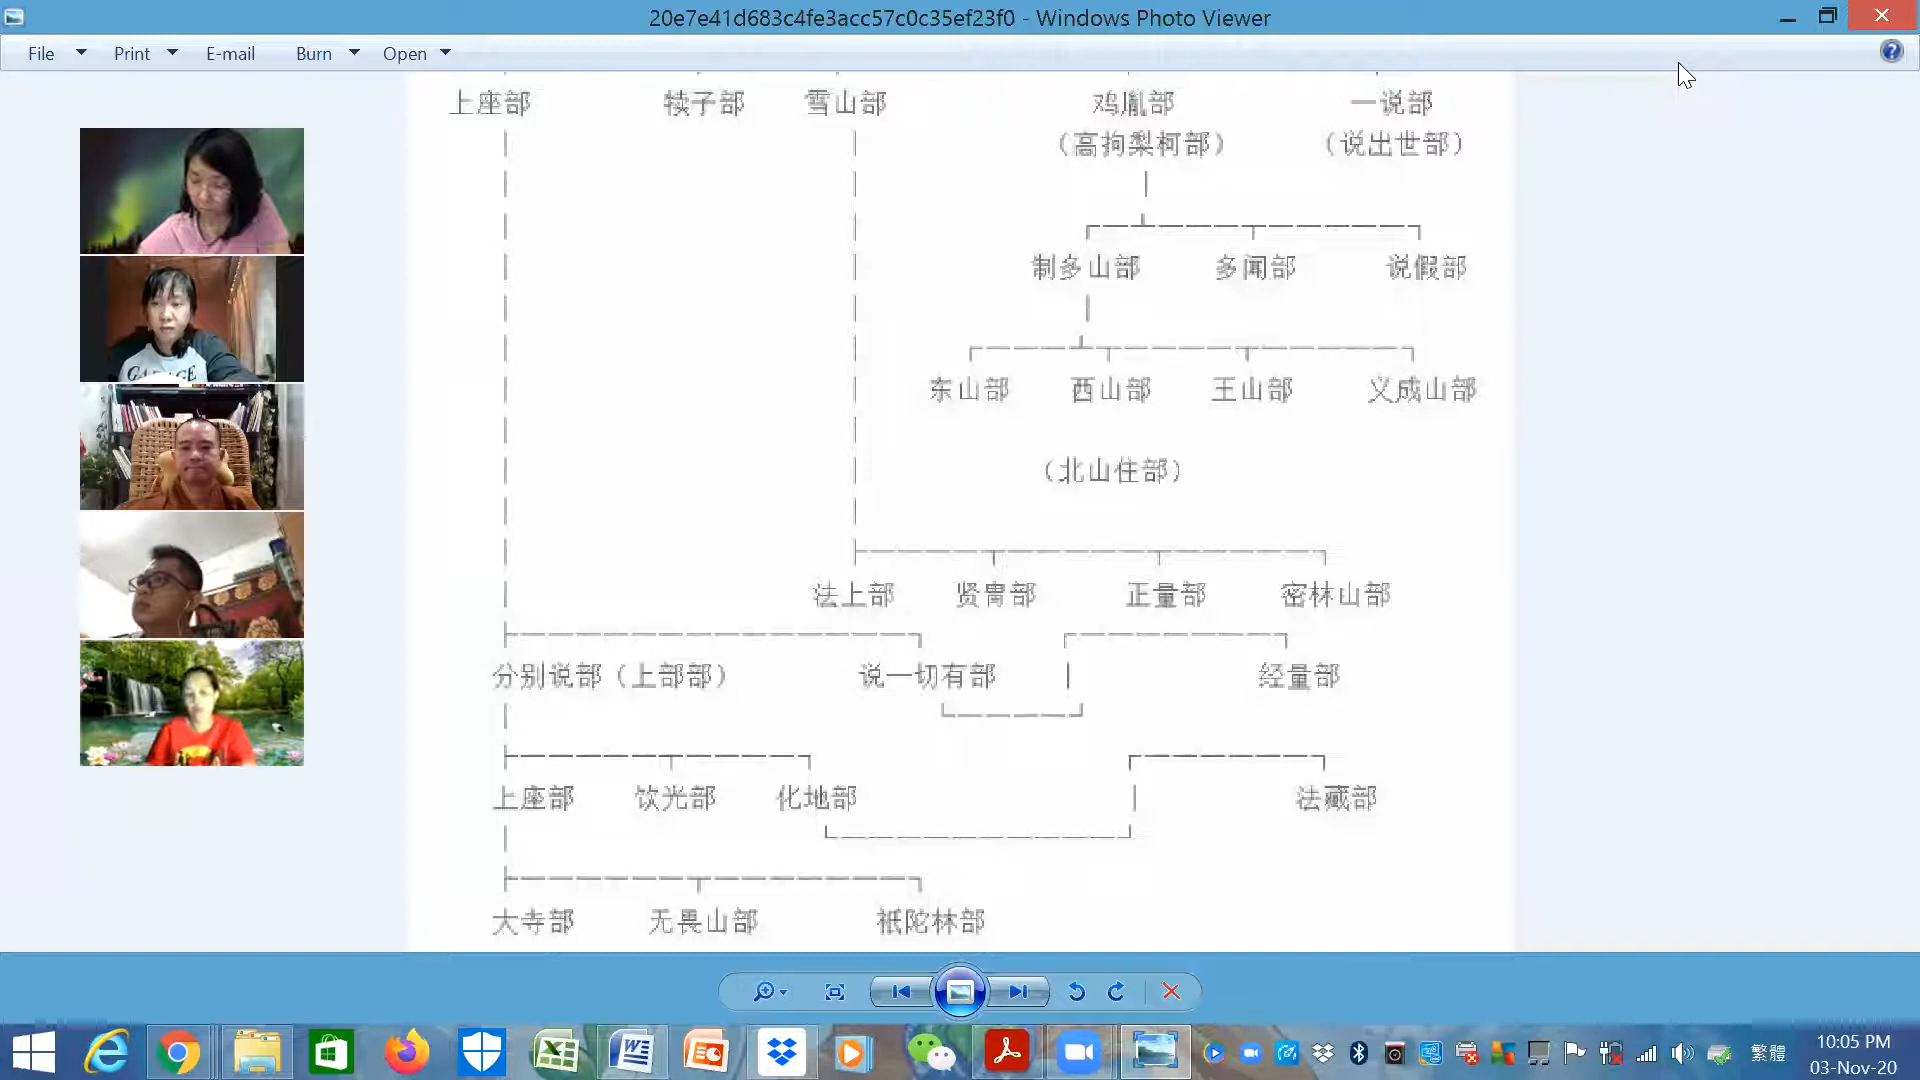 20e7e41d683c4fe3acc57c0c35ef23f0 - Windows Photo Viewer
File Print E-mail Burn Open
上座部 犊子部 雪山部 鸡胤部 一说部
（高拘梨柯部） （说出世部）
制多山部 多闻部 说假部
东山部 西山部 王山部 义成山部
（北山住部）
法上部 贤胄部 正量部 密林山部
分别说部（上部部） 说一切有部 经量部
上座部 饮光部 化地部 法藏部
大寺部 无畏山部 祇陀林部
繁體
10:05 PM
03-Nov-20